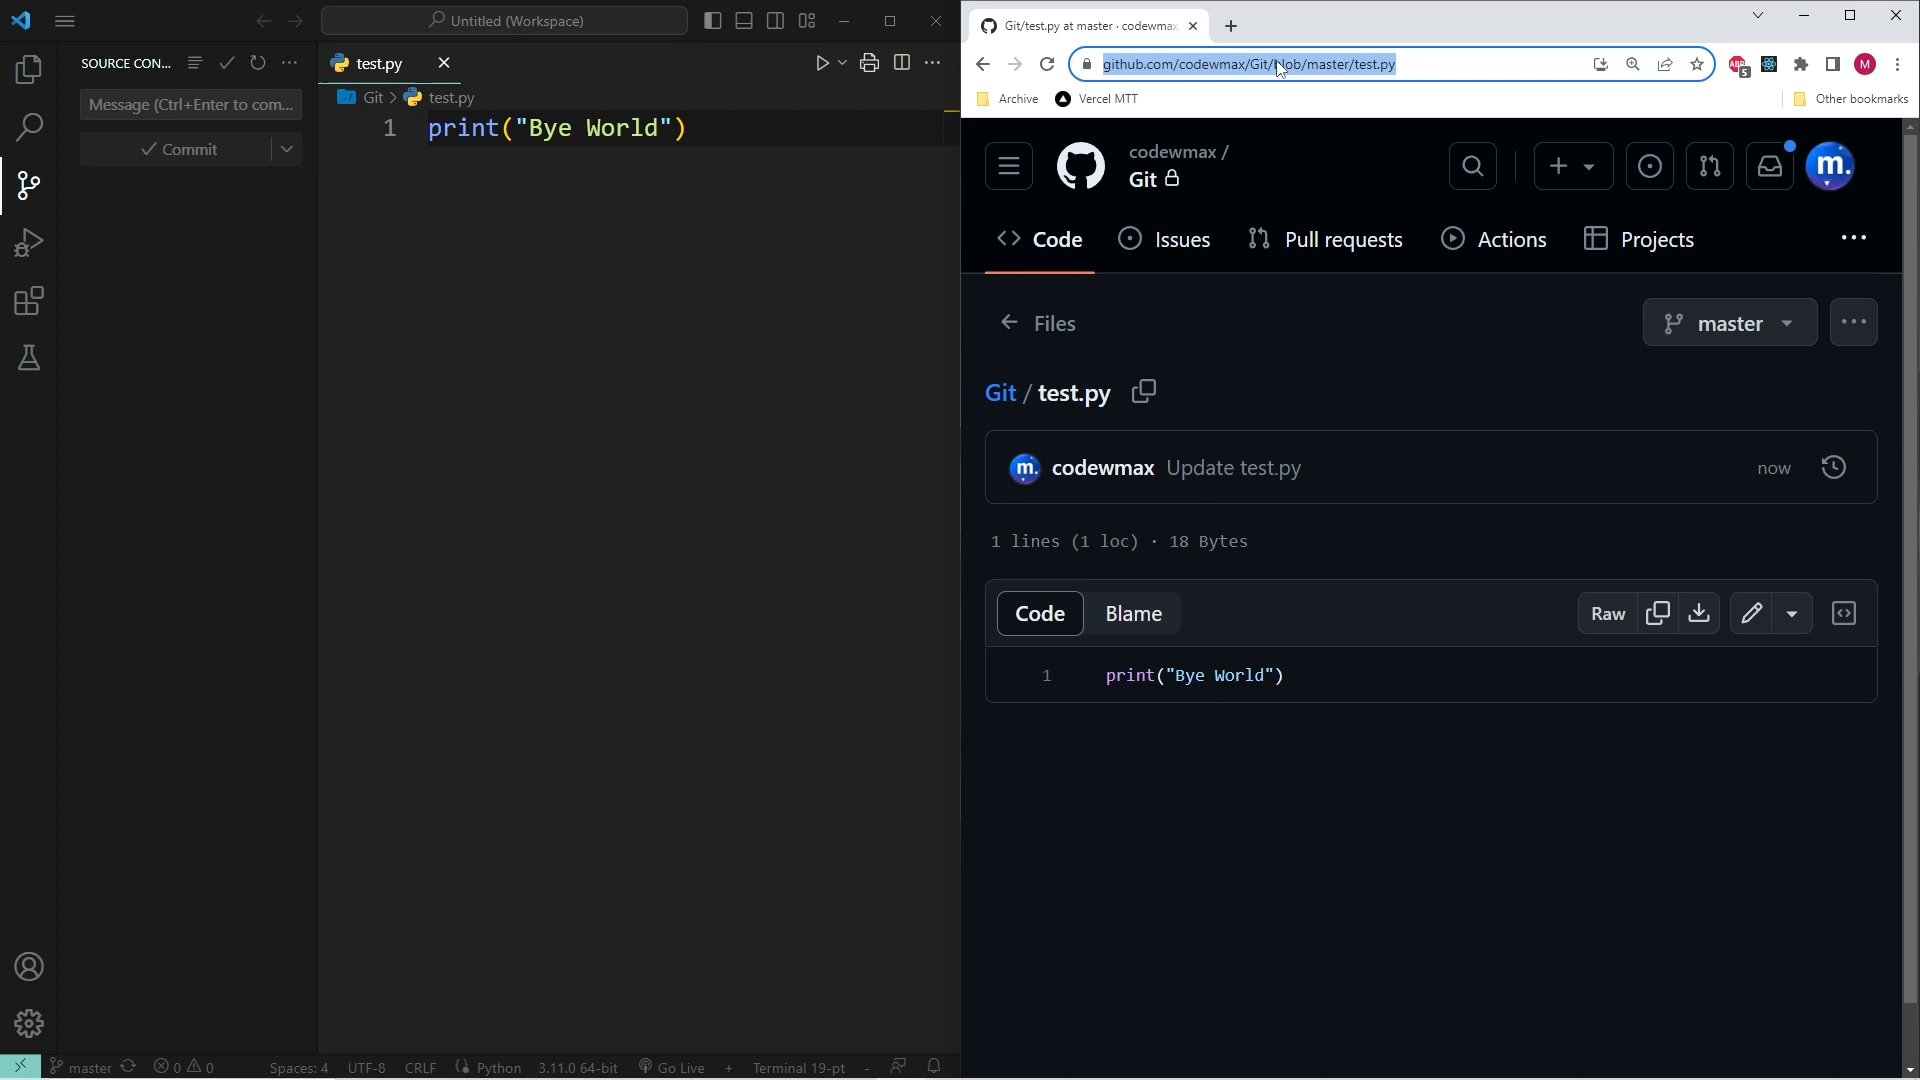 Untitled (Workspace)
SOURCE CON...
Message (Ctrl+Enter to com...
Commit
test.py
Git > test.py
1 print("Bye World")
master
0 0
Spaces: 4
UTF-8
CRLF
Python
3.11.0 64-bit
Go Live
+
Terminal 19-pt
-
Git/test.py at master · codewmax
github.com/codewmax/Git/blob/master/test.py
ABP
5
M
Archive
Vercel MTT
Other bookmarks
codewmax /
Git
m.
Code
Issues
Pull requests
Actions
Projects
Files
master
Git / test.py
m. codewmax Update test.py now
1 lines (1 loc) · 18 Bytes
Code
Blame
Raw
1 print("Bye World")